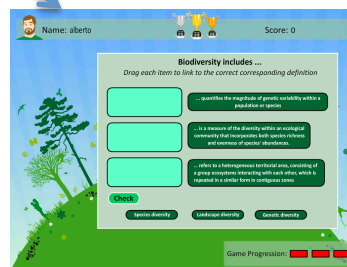 Name: alberto
Score: 0
Biodiversity includes ...
Drag each item to link to the correct corresponding definition
... quantifies the magnitude of genetic variability within a
population or species
... is a measure of the diversity within an ecological
community that incorporates both species richness
and evenness of species' abundances.
... refers to a heterogeneous territorial area, consisting of
a group ecosystems interacting with each other, which is
repeated in a similar form in contiguous zones
Check
Species diversity
Landscape diversity
Genetic diversity
Game Progression: